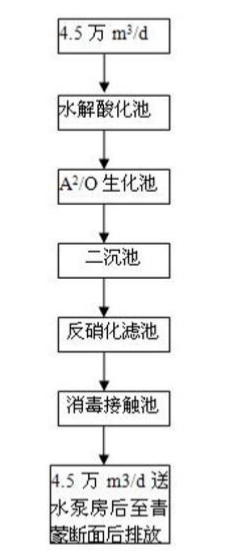 4.5 万 m³/d
水解酸化池
A²/O 生化池
二沉池
反硝化滤池
消毒接触池
4.5 万 m3/d 送
水泵房后至青
蒙断面后排放